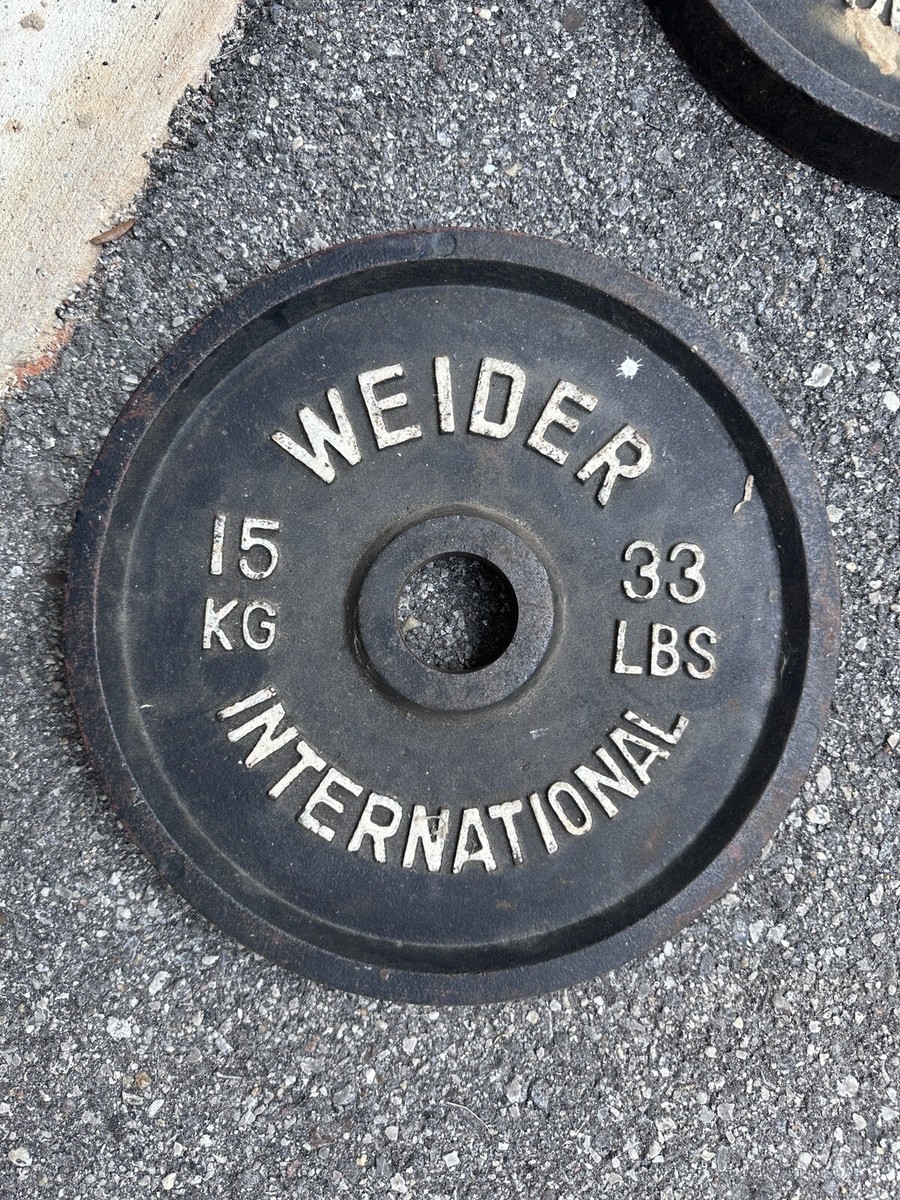 WEIDER
15
KG
33
LBS
INTERNATIONAL